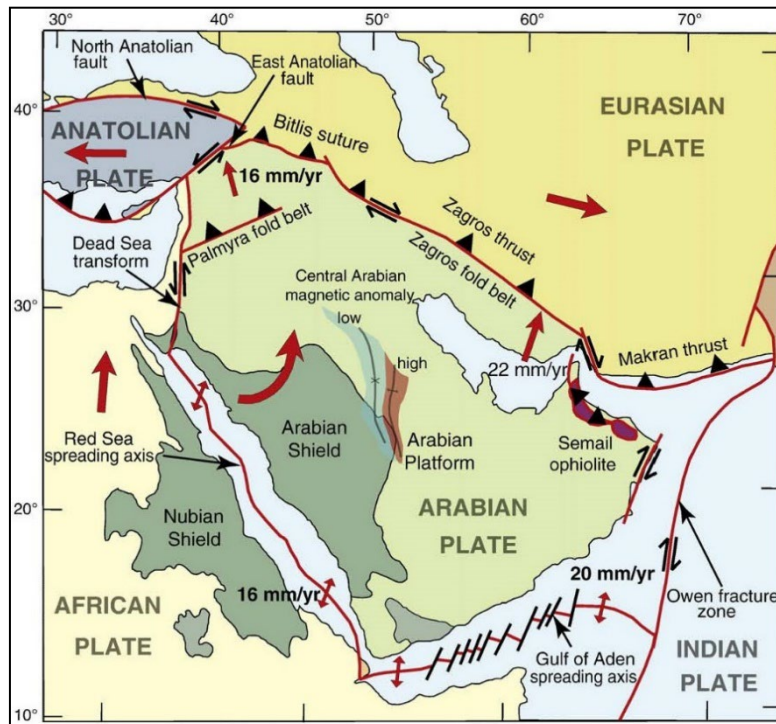 30° 40° 50° 60° 70°
North Anatolian
fault
East Anatolian
fault
40°
ANATOLIAN
PLATE
Bitlis suture
EURASIAN
PLATE
16 mm/yr
Dead Sea
transform
Palmyra fold belt
Zagros thrust
Zagros fold belt
Central Arabian
magnetic anomaly
low
high
30°
22 mm/yr
Makran thrust
Red Sea
spreading axis
Arabian
Shield
Arabian
Platform
Semail
ophiolite
20°
Nubian
Shield
ARABIAN
PLATE
16 mm/yr
20 mm/yr
Owen fracture
zone
AFRICAN
PLATE
Gulf of Aden
spreading axis
INDIAN
PLATE
10°